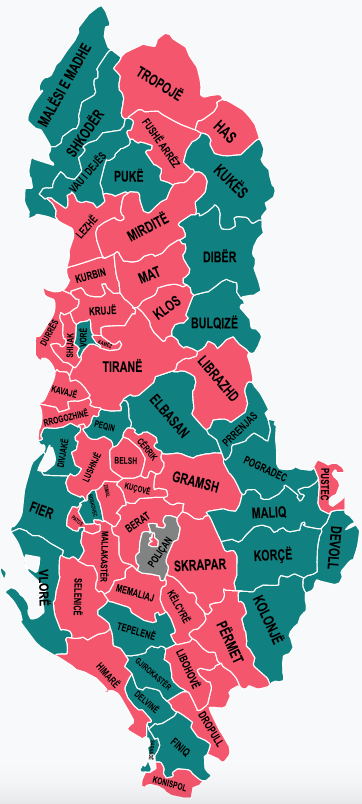 MALËSI E MADHE
TROPOJË
SHKODËR
HAS
FUSHË ARRËZ
VAU I DEJËS
PUKË
KUKËS
LEZHË
MIRDITË
DIBËR
KURBIN
MAT
KRUJË
KLOS
BULQIZË
DURRËS
SHIJAK
VORË
KAMËZ
TIRANË
LIBRAZHD
KAVAJË
RROGOZHINË
ELBASAN
PEQIN
PRRENJAS
DIVJAKË
CËRRIK
LUSHNJË
BELSH
POGRADEC
PUSTEC
GRAMSH
KUÇOVË
FIER
MALIQ
BERAT
PATOS
DEVOLL
MALLAKASTËR
POLIÇAN
KORÇË
SKRAPAR
VLORË
SELENICË
MEMALIAJ
KËLCYRË
KOLONJË
TEPELENË
PËRMET
GJIROKASTËR
LIBOHOVË
HIMARË
DELVINË
DROPULL
FINIQ
KONISPOL